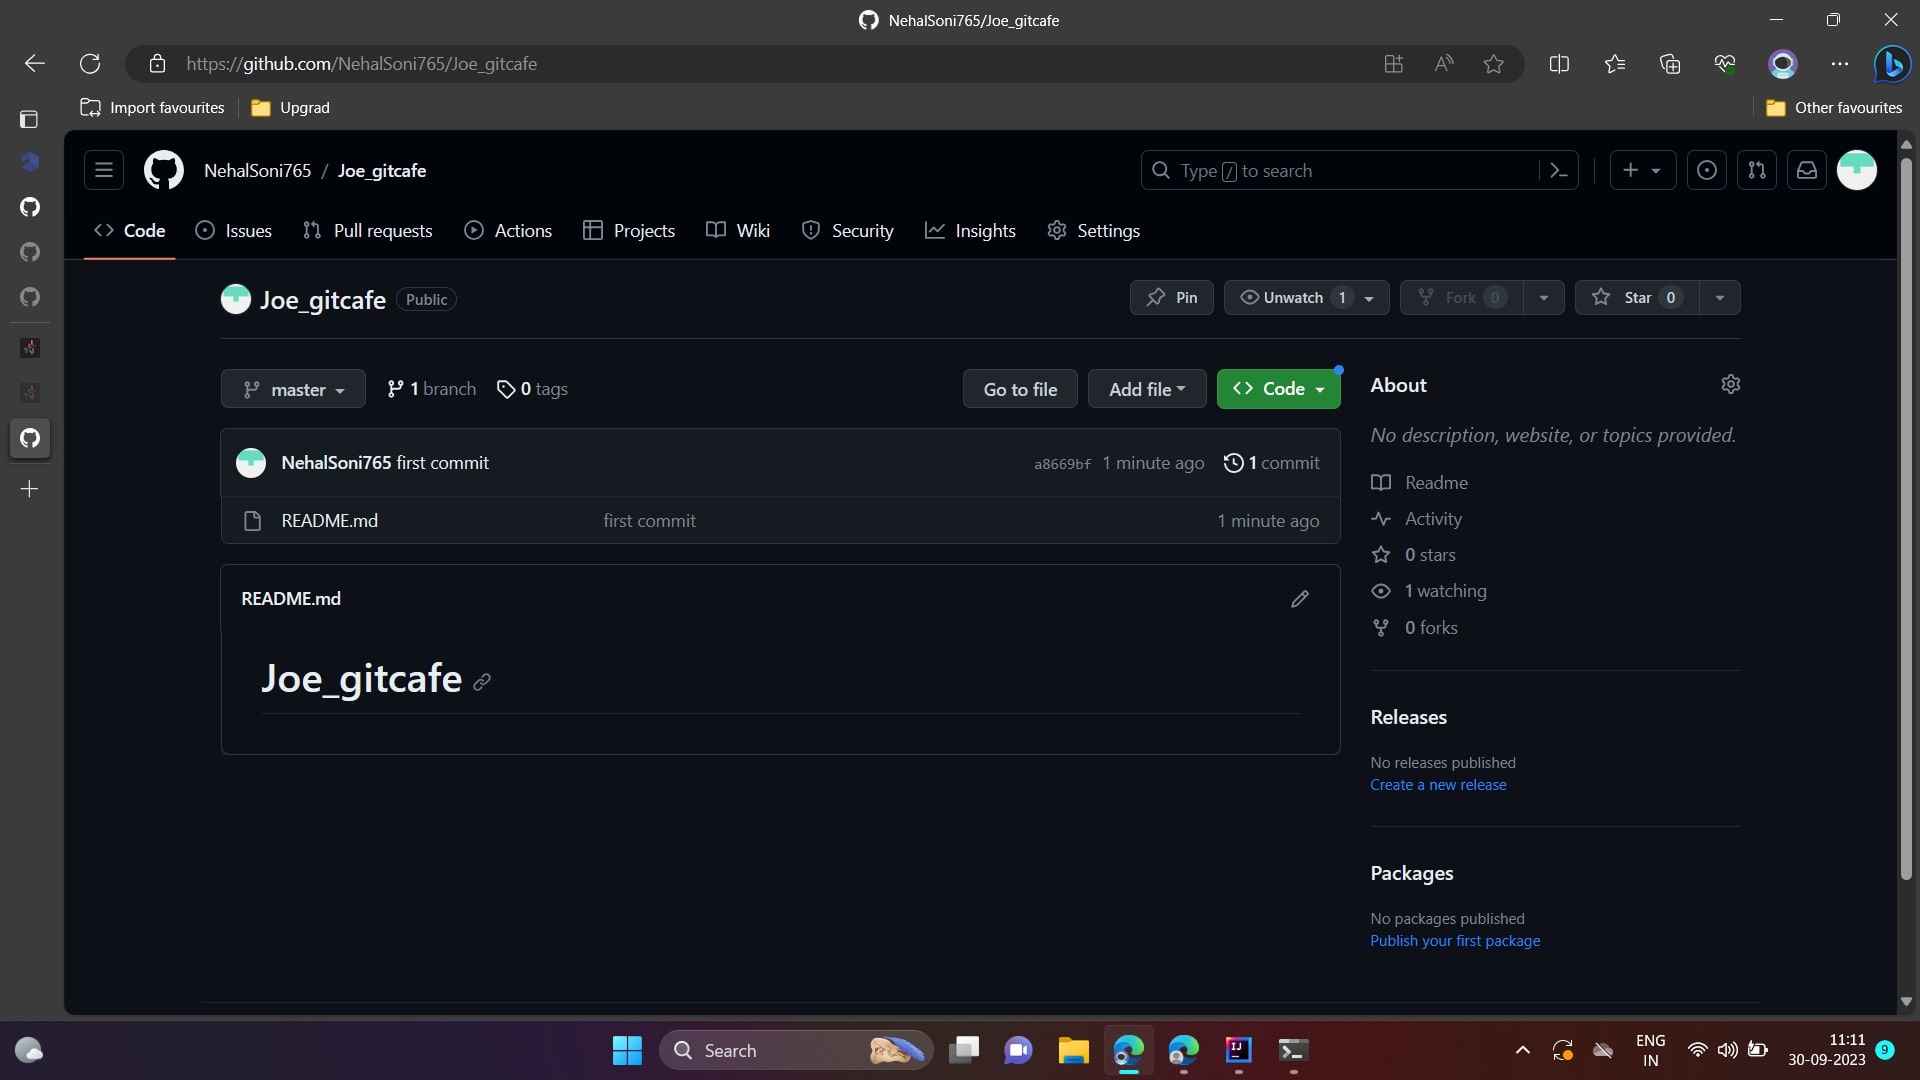 NehalSoni765/Joe_gitcafe
https://github.com/NehalSoni765/Joe_gitcafe
Import favourites
Upgrad
Other favourites
NehalSoni765 / Joe_gitcafe
Type / to search
Code
Issues
Pull requests
Actions
Projects
Wiki
Security
Insights
Settings
Joe_gitcafe
Public
Pin
Unwatch 1
Fork 0
Star 0
master
1 branch
0 tags
Go to file
Add file
Code
NehalSoni765 first commit
a8669bf 1 minute ago
1 commit
README.md
first commit
1 minute ago
README.md
Joe_gitcafe
About
No description, website, or topics provided.
Readme
Activity
0 stars
1 watching
0 forks
Releases
No releases published
Create a new release
Packages
No packages published
Publish your first package
Search
IJ
ENG
IN
11:11
30-09-2023
9